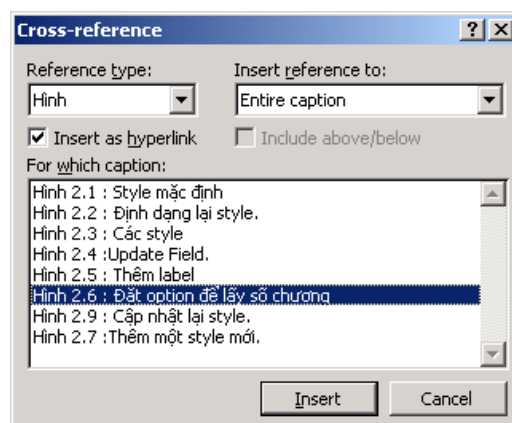 Cross-reference
Reference type: Insert reference to:
Hình Entire caption
Insert as hyperlink Include above/below
For which caption:
Hình 2.1 : Style mặc định
Hình 2.2 : Định dạng lại style.
Hình 2.3 : Các style
Hình 2.4 :Update Field.
Hình 2.5 : Thêm label
Hình 2.6 : Đặt option để lấy số chương
Hình 2.9 : Cập nhật lại style.
Hình 2.7 :Thêm một style mới.
Insert Cancel